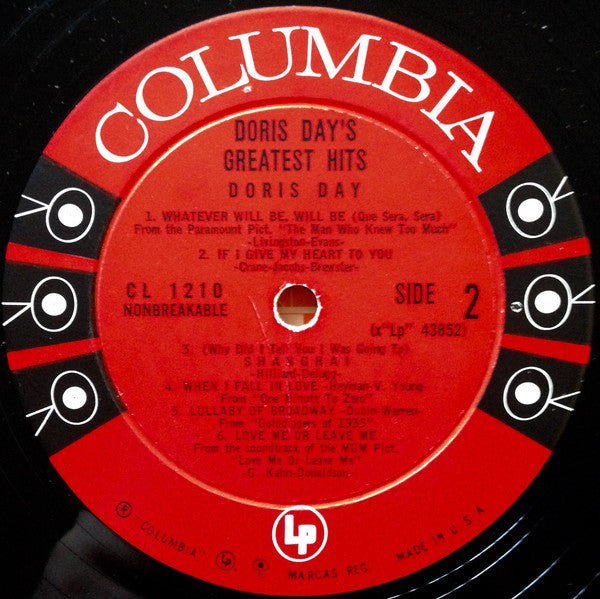 COLUMBIA
DORIS DAY'S
GREATEST HITS
DORIS DAY
1. WHATEVER WILL BE, WILL BE (Que Sera, Sera)
From the Paramount Pict. "The Man Who Knew Too Much"
-Livingston-Evans-
2. IF I GIVE MY HEART TO YOU
-Crane-Jacobs-Brewster-
CL 1210
NONBREAKABLE
SIDE 2
(x"Lp" 43852)
3. (Why Did I Tell You I Was Going To)
SHANGHAI
-Hilliard-DeLugg-
4. WHEN I FALL IN LOVE -Heyman-V. Young-
From "One Minute To Zero"
5. LULLABY OF BROADWAY -Dubin-Warren-
From "Golddiggers of 1935"
6. LOVE ME OR LEAVE ME
From the soundtrack of the MGM Pict.
"Love Me Or Leave Me"
-G. Kahn-Donaldson-
LP
® "COLUMBIA", LP, MARCAS REG. MADE IN U.S.A.